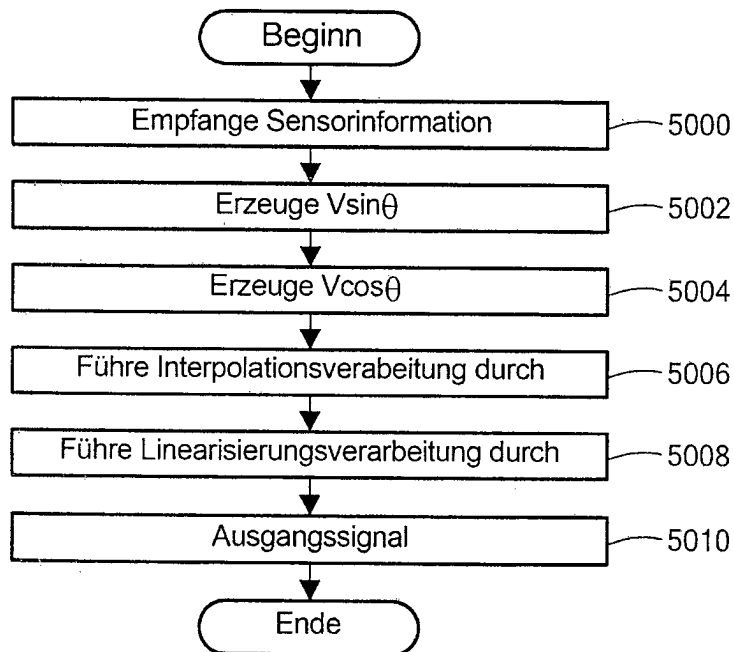 Beginn
Empfange Sensorinformation
5000
Erzeuge Vsinθ
5002
Erzeuge Vcosθ
5004
Führe Interpolationsverabeitung durch
5006
Führe Linearisierungsverarbeitung durch
5008
Ausgangssignal
5010
Ende